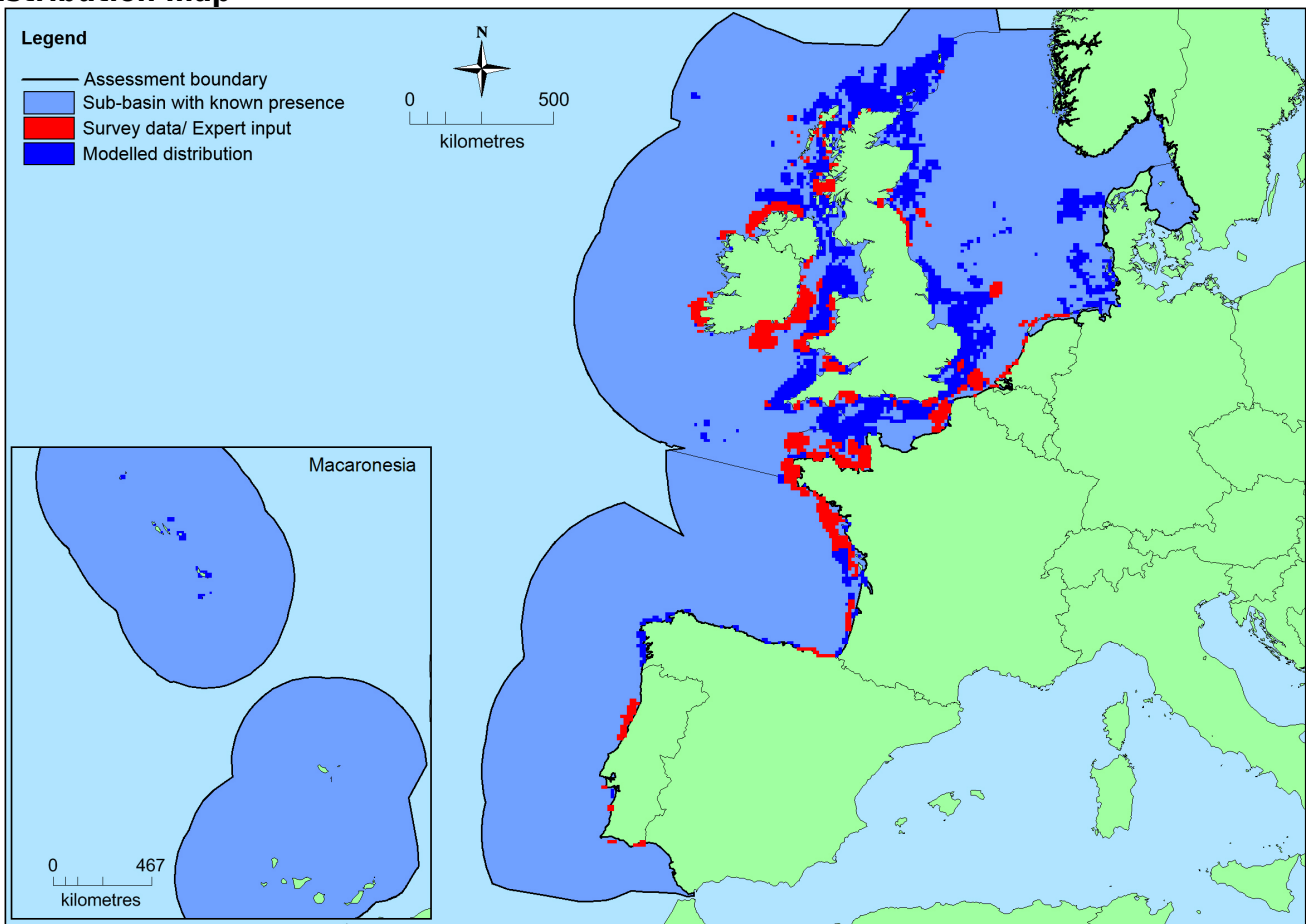 Legend
Assessment boundary
Sub-basin with known presence
Survey data/ Expert input
Modelled distribution
N
0 500
kilometres
Macaronesia
0 467
kilometres